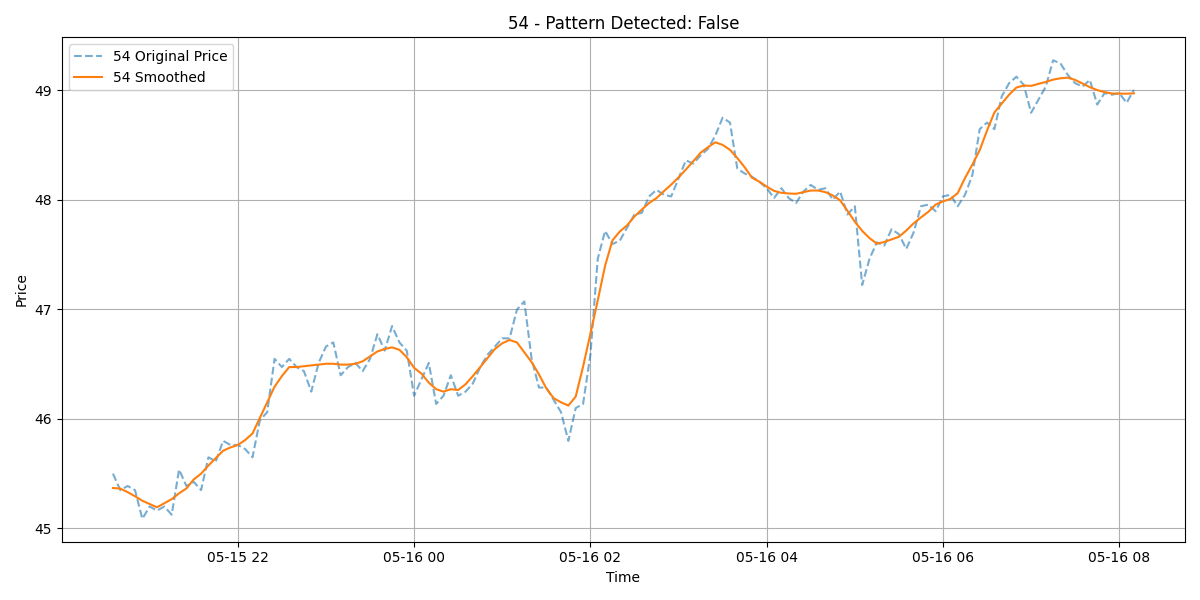 54 - Pattern Detected: False
54 Original Price
54 Smoothed
Price
49
48
47
46
45
05-15 22
05-16 00
05-16 02
05-16 04
05-16 06
05-16 08
Time